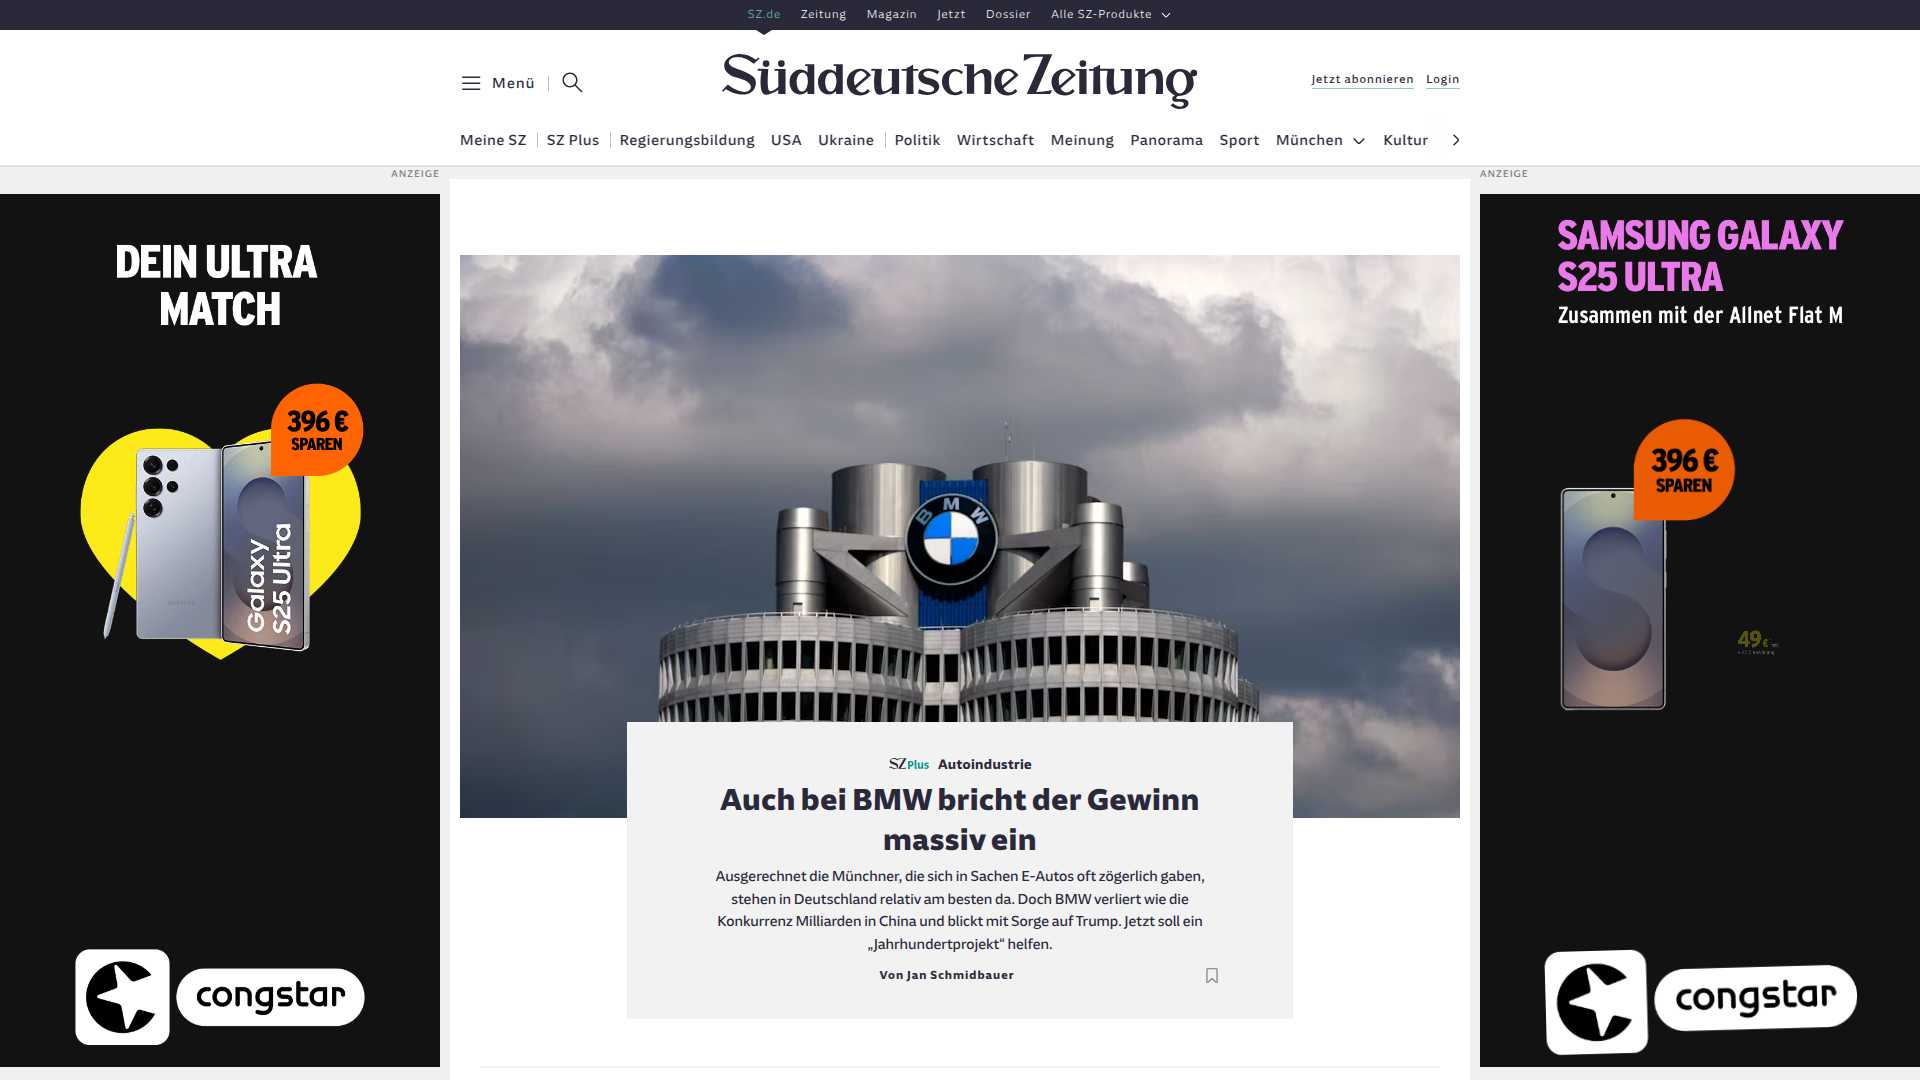 SZ.de Zeitung Magazin Jetzt Dossier Alle SZ-Produkte
Menü
Süddeutsche Zeitung
Jetzt abonnieren Login
Meine SZ SZ Plus Regierungsbildung USA Ukraine Politik Wirtschaft Meinung Panorama Sport München Kultur
ANZEIGE
DEIN ULTRA
MATCH
396 €
SPAREN
Galaxy
S25 Ultra
congstar
BMW
SZ Plus Autoindustrie
Auch bei BMW bricht der Gewinn
massiv ein
Ausgerechnet die Münchner, die sich in Sachen E-Autos oft zögerlich gaben,
stehen in Deutschland relativ am besten da. Doch BMW verliert wie die
Konkurrenz Milliarden in China und blickt mit Sorge auf Trump. Jetzt soll ein
„Jahrhundertprojekt“ helfen.
Von Jan Schmidbauer
ANZEIGE
SAMSUNG GALAXY
S25 ULTRA
Zusammen mit der Allnet Flat M
396 €
SPAREN
49 €
congstar